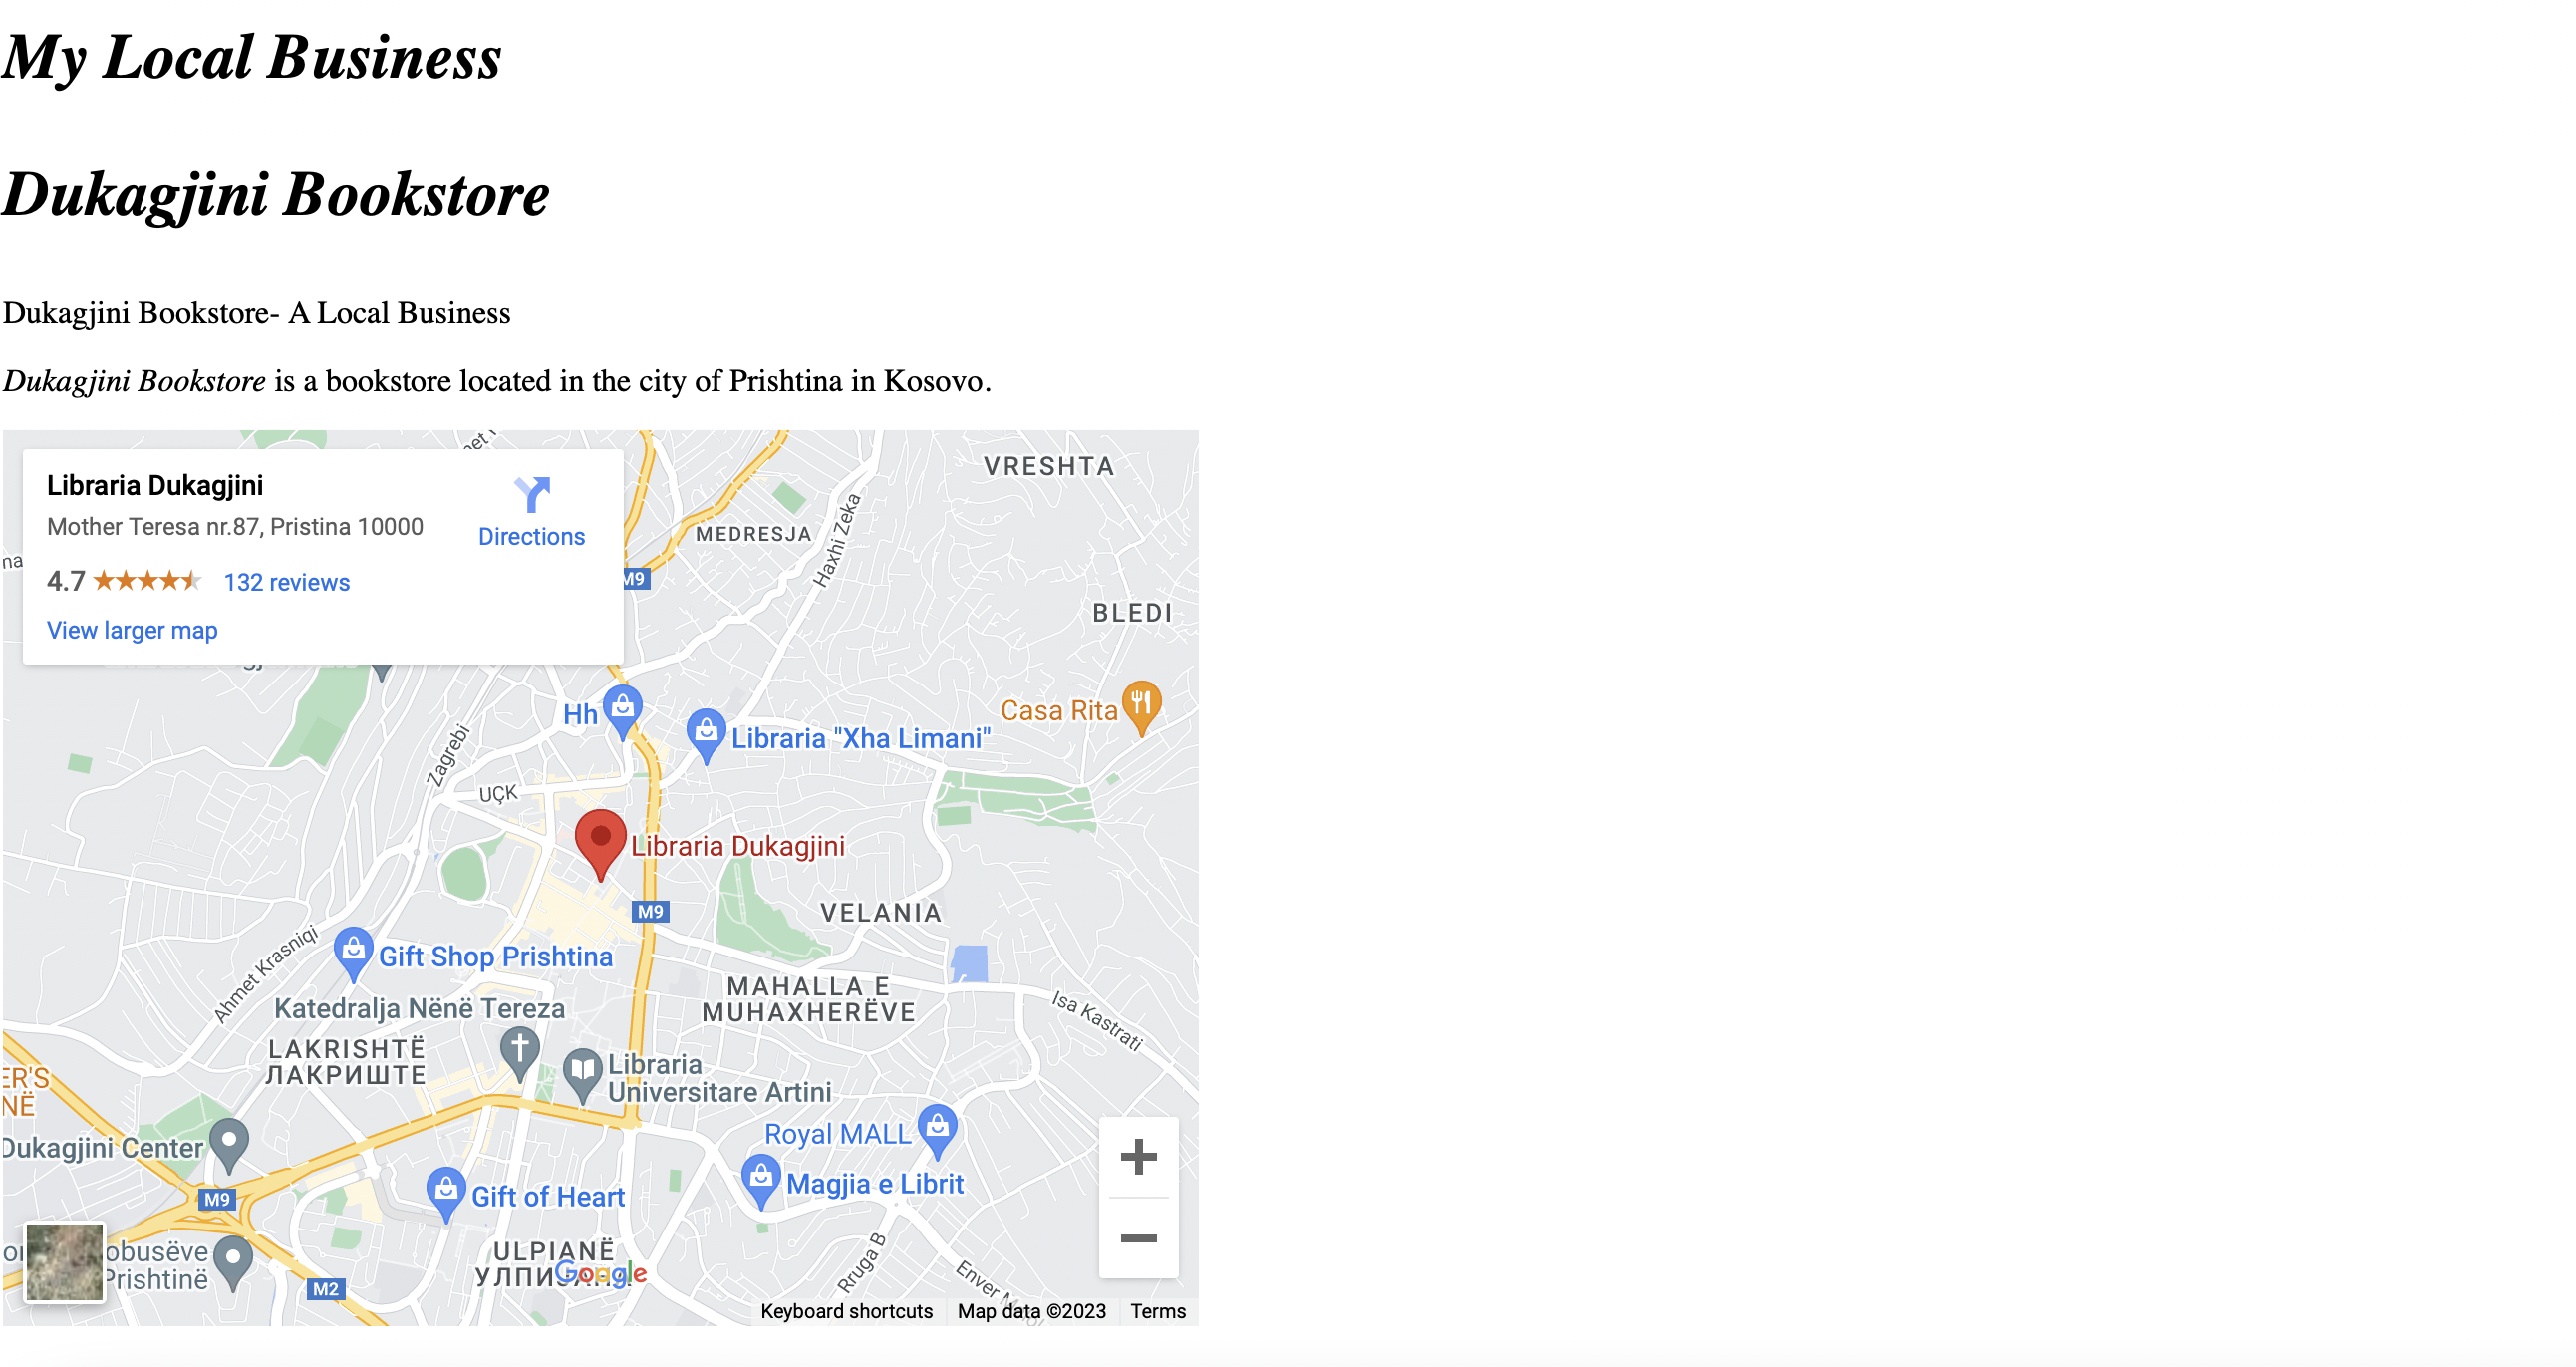 My Local Business
Dukagjini Bookstore
Dukagjini Bookstore- A Local Business
Dukagjini Bookstore is a bookstore located in the city of Prishtina in Kosovo.
Libraria Dukagjini
Mother Teresa nr.87, Pristina 10000
Directions
4.7
132 reviews
View larger map
VRESHTA
MEDRESJA
Haxhi Zeka
M9
BLEDI
Casa Rita
Hh
Libraria "Xha Limani"
Zagrebi
UÇK
Libraria Dukagjini
M9
VELANIA
Gift Shop Prishtina
Ahmet Krasniqi
MAHALLA E
MUHAXHERËVE
Isa Kastrati
Katedralja Nënë Tereza
LAKRISHTË
ЛАКРИШТЕ
Libraria
Universitare Artini
ER'S
NË
Dukagjini Center
Royal MALL
Magjia e Librit
M9
Gift of Heart
obusëve
Prishtinë
ULPIANË
Google
Rruga B
Enver
M2
Keyboard shortcuts
Map data ©2023
Terms